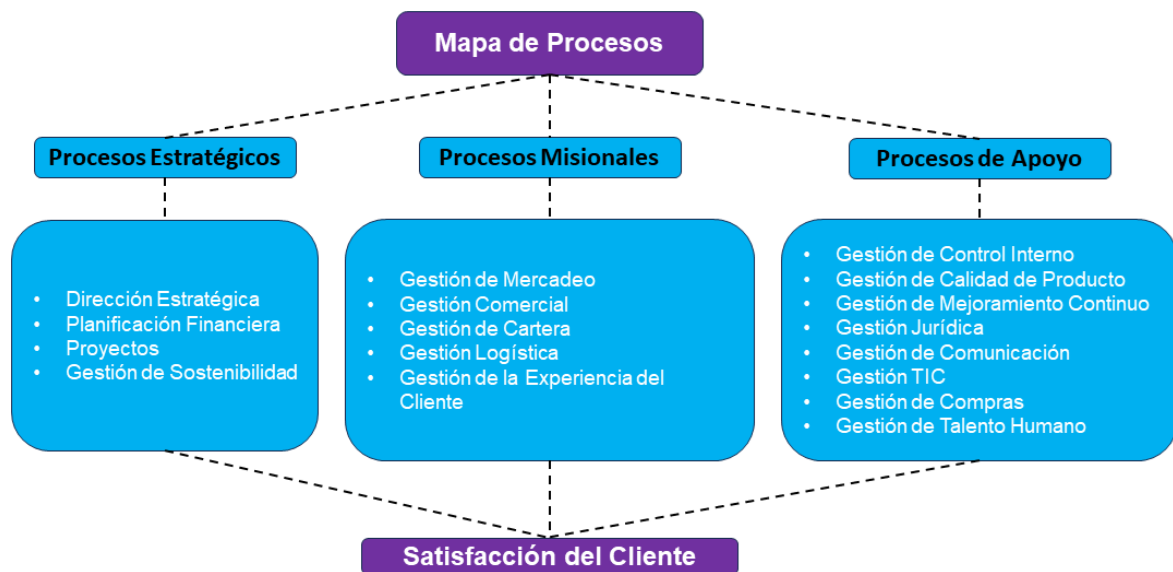 Mapa de Procesos
Procesos Estratégicos
Procesos Misionales
Procesos de Apoyo
• Dirección Estratégica
• Planificación Financiera
• Proyectos
• Gestión de Sostenibilidad
• Gestión de Mercadeo
• Gestión Comercial
• Gestión de Cartera
• Gestión Logística
• Gestión de la Experiencia del
Cliente
• Gestión de Control Interno
• Gestión de Calidad de Producto
• Gestión de Mejoramiento Continuo
• Gestión Jurídica
• Gestión de Comunicación
• Gestión TIC
• Gestión de Compras
• Gestión de Talento Humano
Satisfacción del Cliente